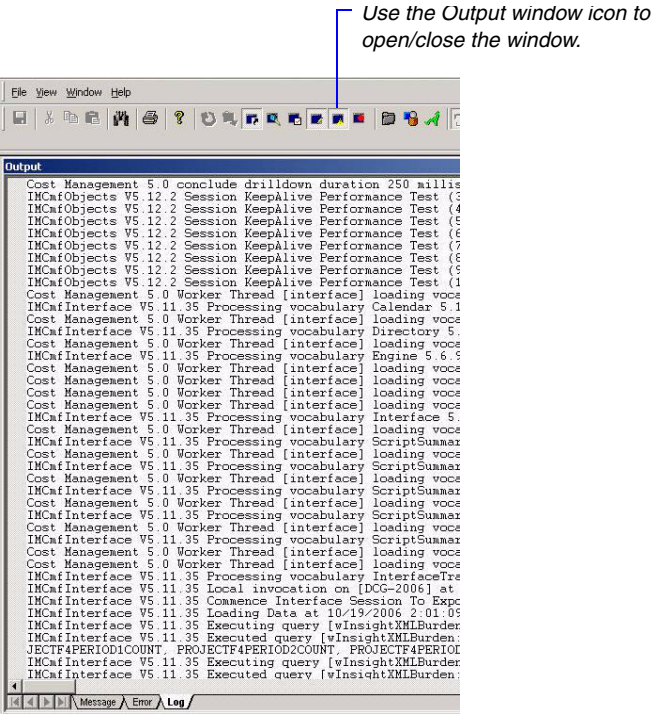 Use the Output window icon to
open/close the window.
File View Window Help
Output
Cost Management 5.0 conclude drilldown duration 250 millis
IMCmfObjects V5.12.2 Session KeepAlive Performance Test (3
IMCmfObjects V5.12.2 Session KeepAlive Performance Test (4
IMCmfObjects V5.12.2 Session KeepAlive Performance Test (5
IMCmfObjects V5.12.2 Session KeepAlive Performance Test (6
IMCmfObjects V5.12.2 Session KeepAlive Performance Test (7
IMCmfObjects V5.12.2 Session KeepAlive Performance Test (8
IMCmfObjects V5.12.2 Session KeepAlive Performance Test (9
IMCmfObjects V5.12.2 Session KeepAlive Performance Test (1
Cost Management 5.0 Worker Thread [interface] loading voca
IMCmfInterface V5.11.35 Processing vocabulary Calendar 5.1
Cost Management 5.0 Worker Thread [interface] loading voca
IMCmfInterface V5.11.35 Processing vocabulary Directory 5.
Cost Management 5.0 Worker Thread [interface] loading voca
IMCmfInterface V5.11.35 Processing vocabulary Engine 5.6.9
Cost Management 5.0 Worker Thread [interface] loading voca
Cost Management 5.0 Worker Thread [interface] loading voca
Cost Management 5.0 Worker Thread [interface] loading voca
Cost Management 5.0 Worker Thread [interface] loading voca
IMCmfInterface V5.11.35 Processing vocabulary Interface 5.
Cost Management 5.0 Worker Thread [interface] loading voca
IMCmfInterface V5.11.35 Processing vocabulary ScriptSummar
Cost Management 5.0 Worker Thread [interface] loading voca
IMCmfInterface V5.11.35 Processing vocabulary ScriptSummar
Cost Management 5.0 Worker Thread [interface] loading voca
IMCmfInterface V5.11.35 Processing vocabulary ScriptSummar
Cost Management 5.0 Worker Thread [interface] loading voca
IMCmfInterface V5.11.35 Processing vocabulary ScriptSummar
Cost Management 5.0 Worker Thread [interface] loading voca
IMCmfInterface V5.11.35 Processing vocabulary ScriptSummar
Cost Management 5.0 Worker Thread [interface] loading voca
Cost Management 5.0 Worker Thread [interface] loading voca
IMCmfInterface V5.11.35 Processing vocabulary InterfaceTra
IMCmfInterface V5.11.35 Local invocation on [DCG-2006] at
IMCmfInterface V5.11.35 Commence Interface Session To Expo
IMCmfInterface V5.11.35 Loading Data at 10/19/2006 2:01:09
IMCmfInterface V5.11.35 Executing query [wInsightXMLBurden
IMCmfInterface V5.11.35 Executed query [wInsightXMLBurden:
JECTF4PERIOD1COUNT, PROJECTF4PERIOD2COUNT, PROJECTF4PERIOD
IMCmfInterface V5.11.35 Executing query [wInsightXMLBurden
IMCmfInterface V5.11.35 Executed query [wInsightXMLBurden:
Message Error Log